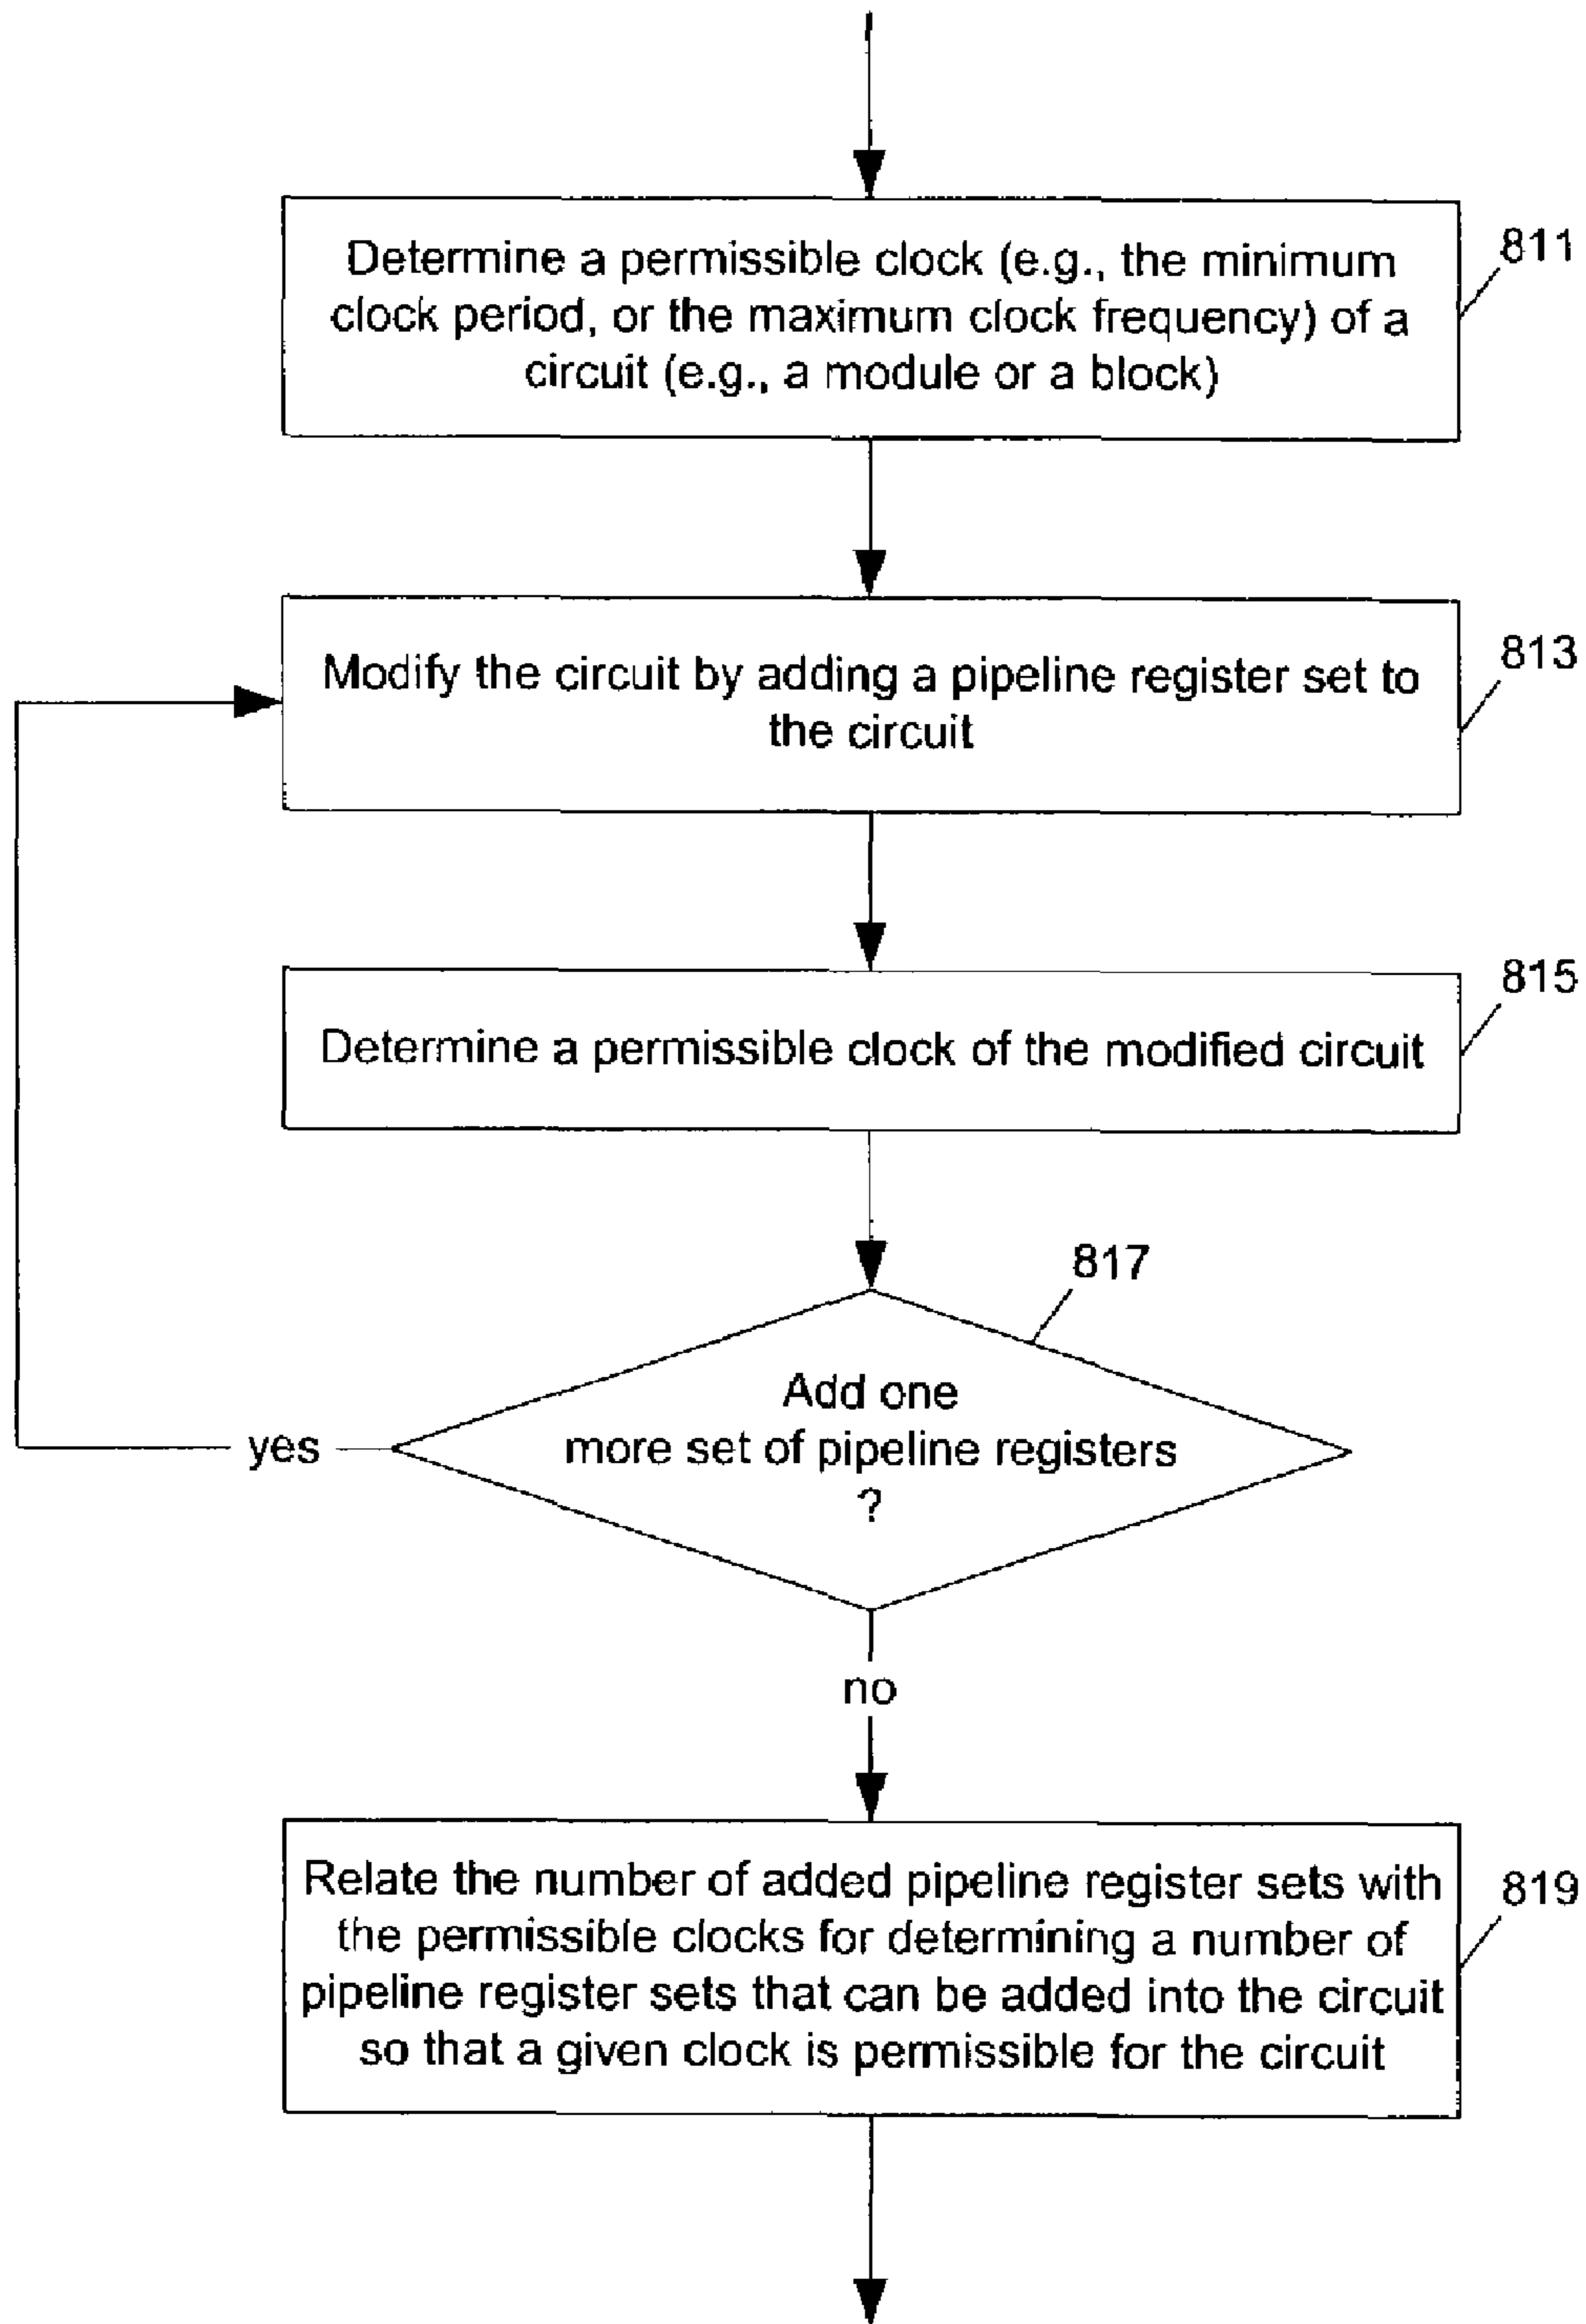 Determine a permissible clock (e.g., the minimum
clock period, or the maximum clock frequency) of a
circuit (e.g., a module or a block)
811
Modify the circuit by adding a pipeline register set to
the circuit
813
Determine a permissible clock of the modified circuit
815
817
Add one
more set of pipeline registers
?
yes
no
Relate the number of added pipeline register sets with
the permissible clocks for determining a number of
pipeline register sets that can be added into the circuit
so that a given clock is permissible for the circuit
819